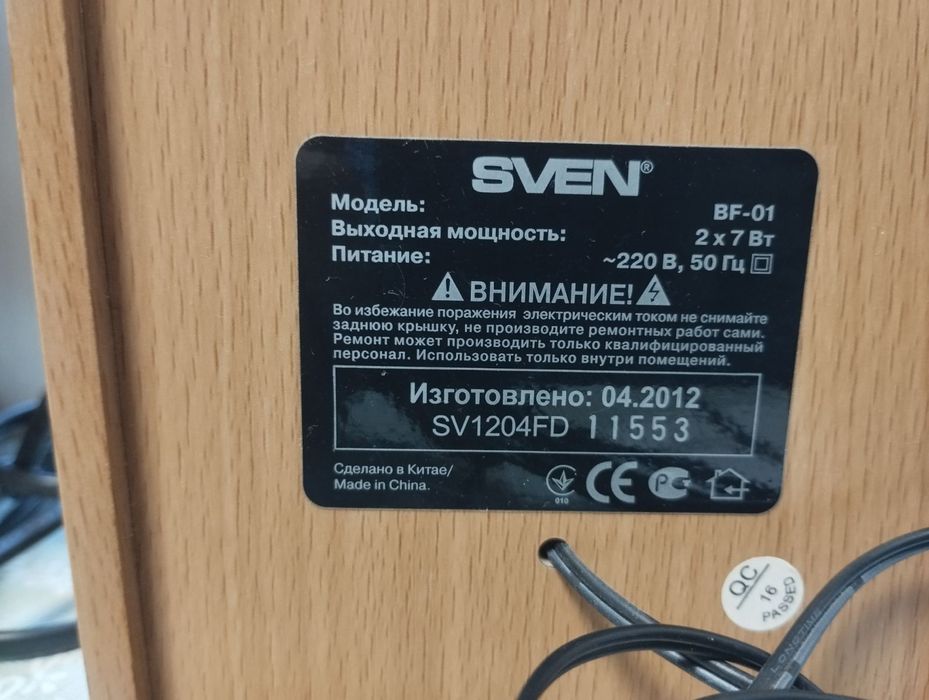 SVEN®
Модель: BF-01
Выходная мощность: 2 x 7 Вт
Питание: ~220 В, 50 Гц
ВНИМАНИЕ!
Во избежание поражения электрическим током не снимайте
заднюю крышку, не производите ремонтных работ сами.
Ремонт может производить только квалифицированный
персонал. Использовать только внутри помещений.
Изготовлено: 04.2012
SV1204FD 11553
Сделано в Китае/
Made in China.
010
CE
QC
16
PASSED
LONGTIME